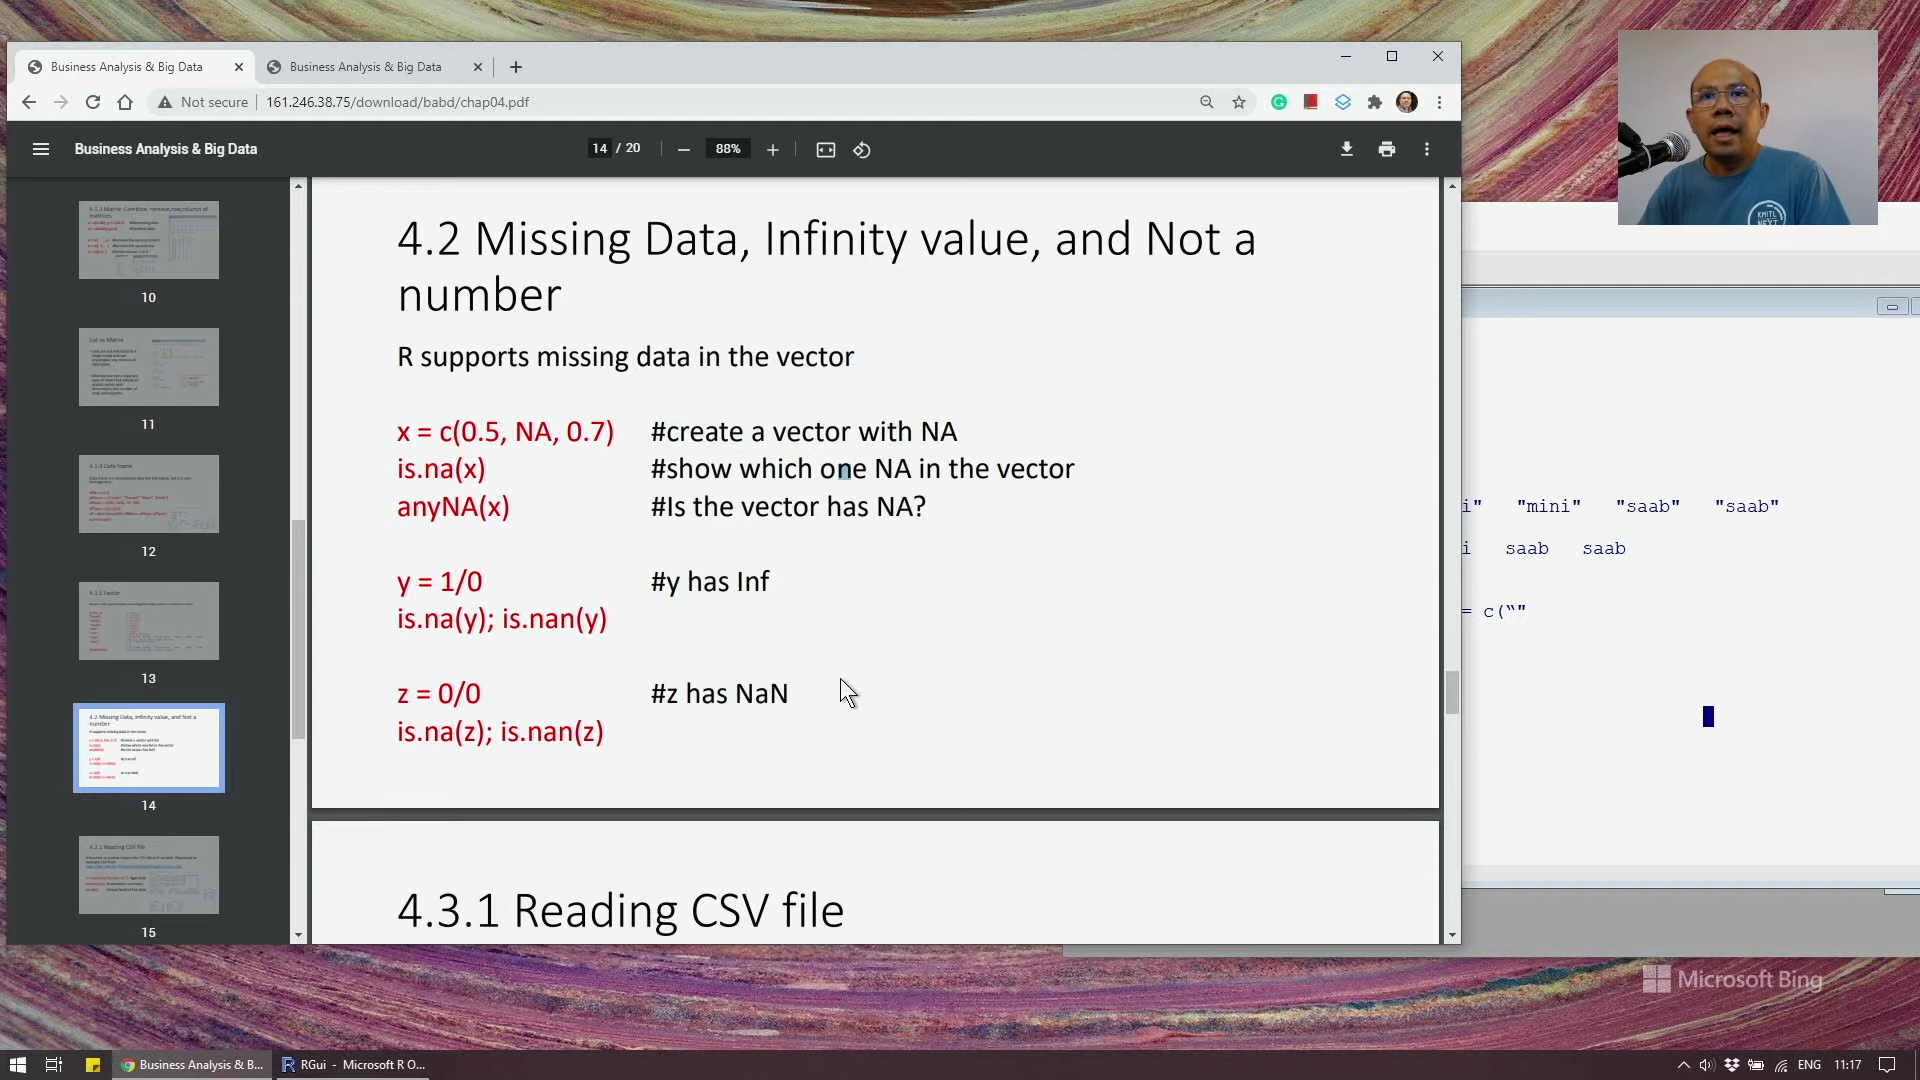 Business Analysis & Big Data
Business Analysis & Big Data
Not secure
161.246.38.75/download/babd/chap04.pdf
Business Analysis & Big Data
14 / 20
88%
10
11
12
13
14
15
4.2 Missing Data, Infinity value, and Not a
number
R supports missing data in the vector
x = c(0.5, NA, 0.7) #create a vector with NA
is.na(x) #show which one NA in the vector
anyNA(x) #Is the vector has NA?
y = 1/0 #y has Inf
is.na(y); is.nan(y)
z = 0/0 #z has NaN
is.na(z); is.nan(z)
4.3.1 Reading CSV file
i" "mini" "saab" "saab"
i saab saab
= c(“"
KMITL
NEXT
Microsoft Bing
Business Analysis & B...
RGui - Microsoft R O...
ENG
11:17